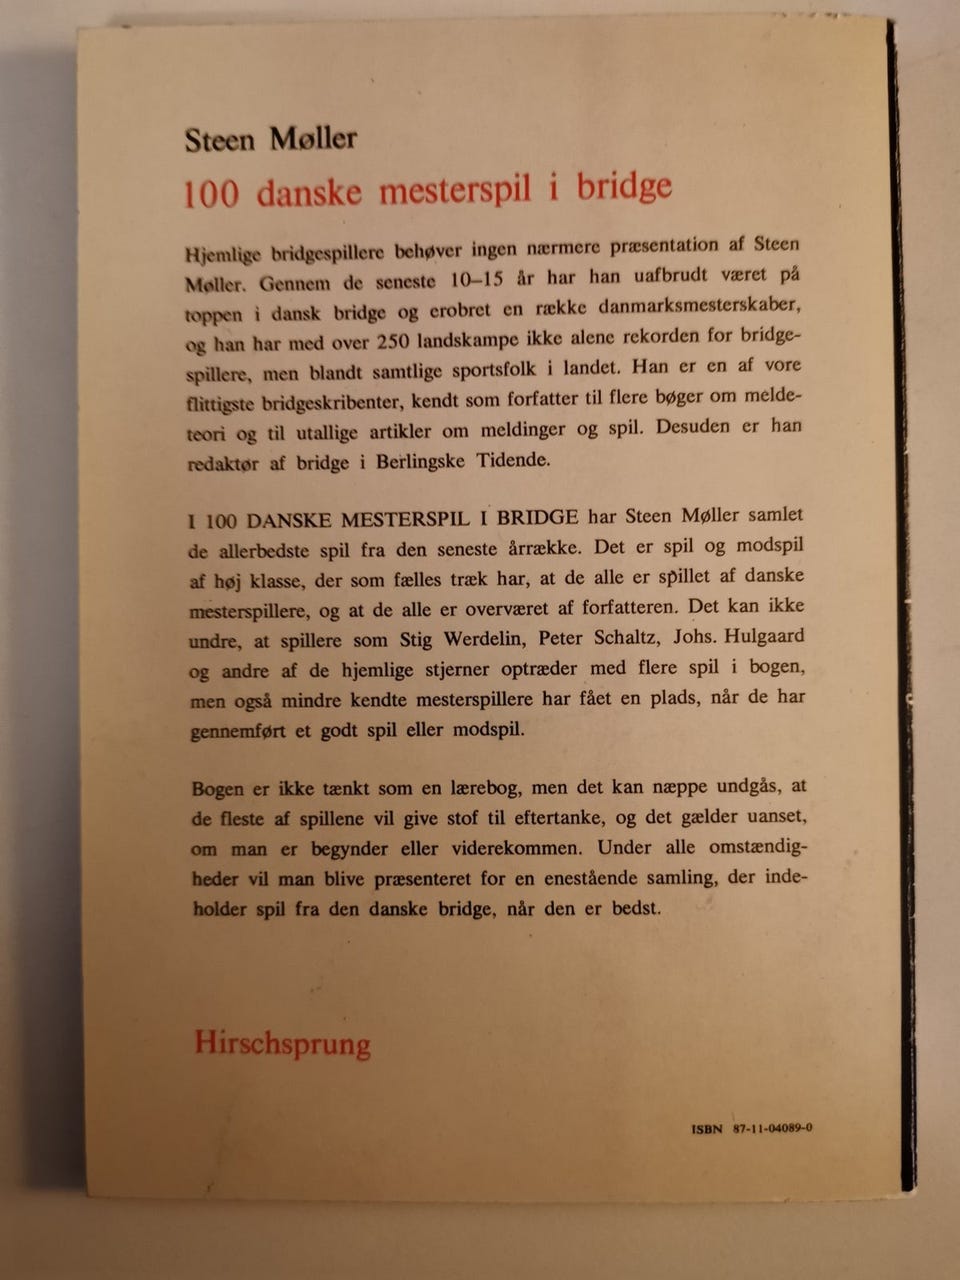 Steen Møller
100 danske mesterspil i bridge
Hjemlige bridgespillere behøver ingen nærmere præsentation af Steen
Møller. Gennem de seneste 10–15 år har han uafbrudt været på
toppen i dansk bridge og erobret en række danmarksmesterskaber,
og han har med over 250 landskampe ikke alene rekorden for bridge-
spillere, men blandt samtlige sportsfolk i landet. Han er en af vore
flittigste bridgeskribenter, kendt som forfatter til flere bøger om melde-
teori og til utallige artikler om meldinger og spil. Desuden er han
redaktør af bridge i Berlingske Tidende.
I 100 DANSKE MESTERSPIL I BRIDGE har Steen Møller samlet
de allerbedste spil fra den seneste årrække. Det er spil og modspil
af høj klasse, der som fælles træk har, at de alle er spillet af danske
mesterspillere, og at de alle er overværet af forfatteren. Det kan ikke
undre, at spillere som Stig Werdelin, Peter Schaltz, Johs. Hulgaard
og andre af de hjemlige stjerner optræder med flere spil i bogen,
men også mindre kendte mesterspillere har fået en plads, når de har
gennemført et godt spil eller modspil.
Bogen er ikke tænkt som en lærebog, men det kan næppe undgås, at
de fleste af spillene vil give stof til eftertanke, og det gælder uanset,
om man er begynder eller viderekommen. Under alle omstændig-
heder vil man blive præsenteret for en enestående samling, der inde-
holder spil fra den danske bridge, når den er bedst.
Hirschsprung
ISBN 87-11-04089-0